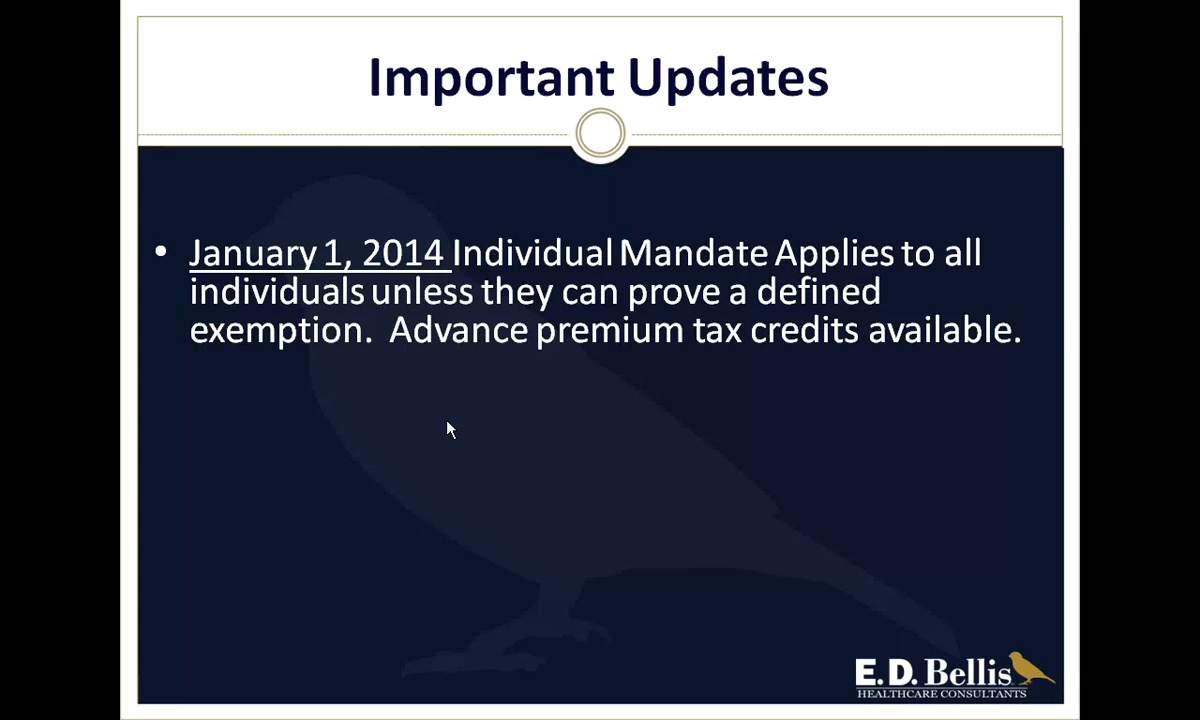 Important Updates
• January 1, 2014 Individual Mandate Applies to all
individuals unless they can prove a defined
exemption.  Advance premium tax credits available.
E.D. Bellis
HEALTHCARE CONSULTANTS